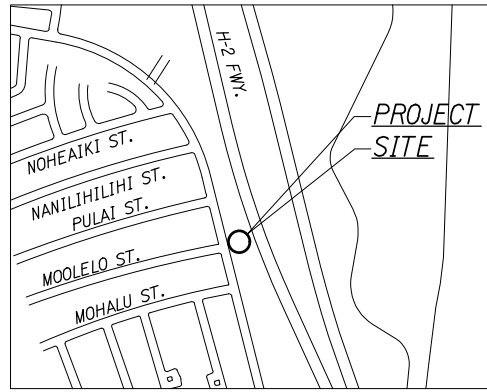 H-2 FWY.
PROJECT
SITE
NOHEAIKI ST.
NANILIHILIHI ST.
PULAI ST.
MOOLELO ST.
MOHALU ST.